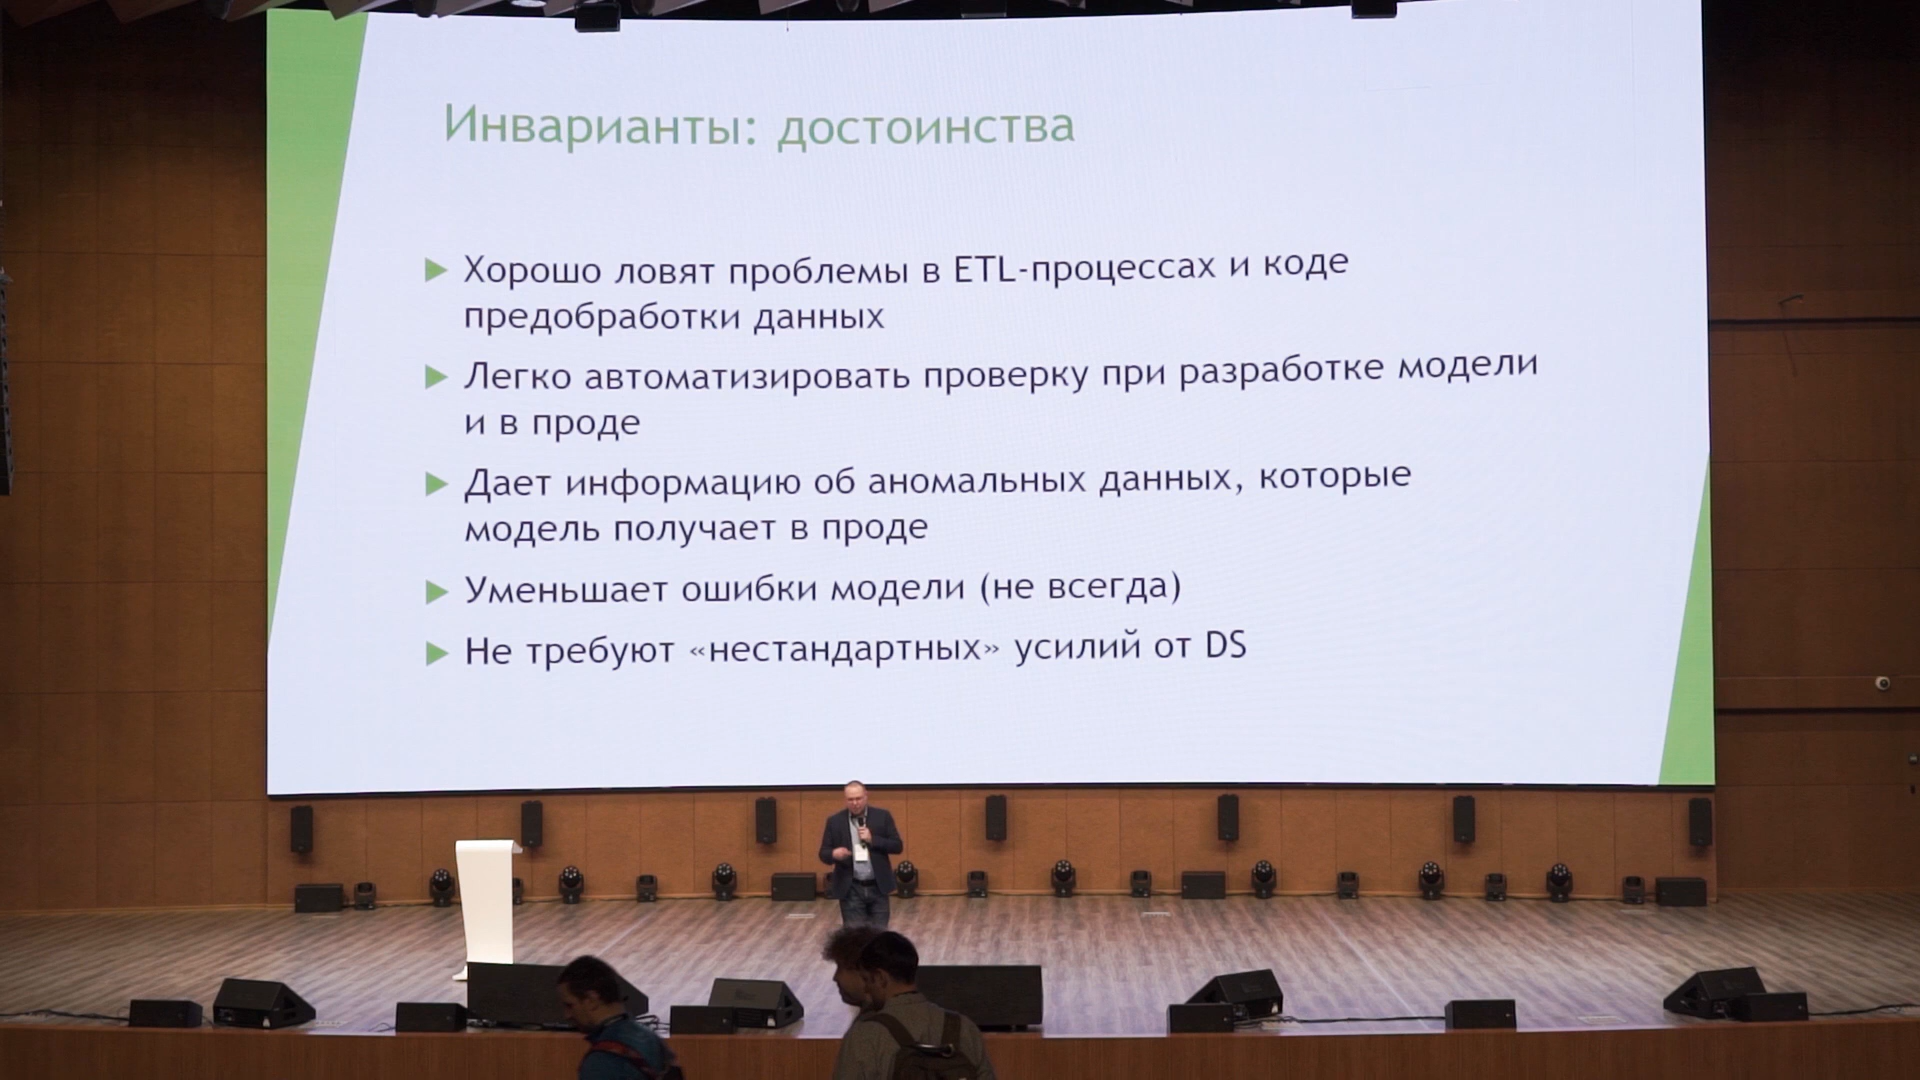 Инварианты: достоинства
Хорошо ловят проблемы в ETL-процессах и коде
предобработки данных
Легко автоматизировать проверку при разработке модели
и в проде
Дает информацию об аномальных данных, которые
модель получает в проде
Уменьшает ошибки модели (не всегда)
Не требуют «нестандартных» усилий от DS